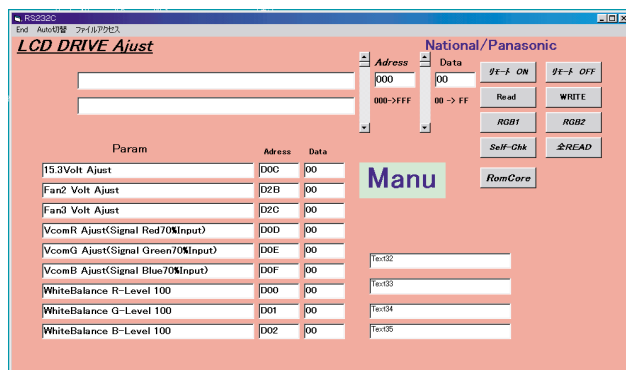 RS232C
End Auto切替 ファイルアクセス
LCD DRIVE Ajust
National/Panasonic
Adress Data
000 00
000->FFF 00 -> FF
リモート ON リモート OFF
Read WRITE
RGB1 RGB2
Self-Chk 全READ
RomCore
Manu
Param Adress Data
15.3Volt Ajust D0C 00
Fan2 Volt Ajust D2B 00
Fan3 Volt Ajust D2C 00
VcomR Ajust(Signal Red70%Input) D0D 00
VcomG Ajust(Signal Green70%Input) D0E 00
VcomB Ajust(Signal Blue70%Input) D0F 00
WhiteBalance R-Level 100 D00 00
WhiteBalance G-Level 100 D01 00
WhiteBalance B-Level 100 D02 00
Text32
Text33
Text34
Text35